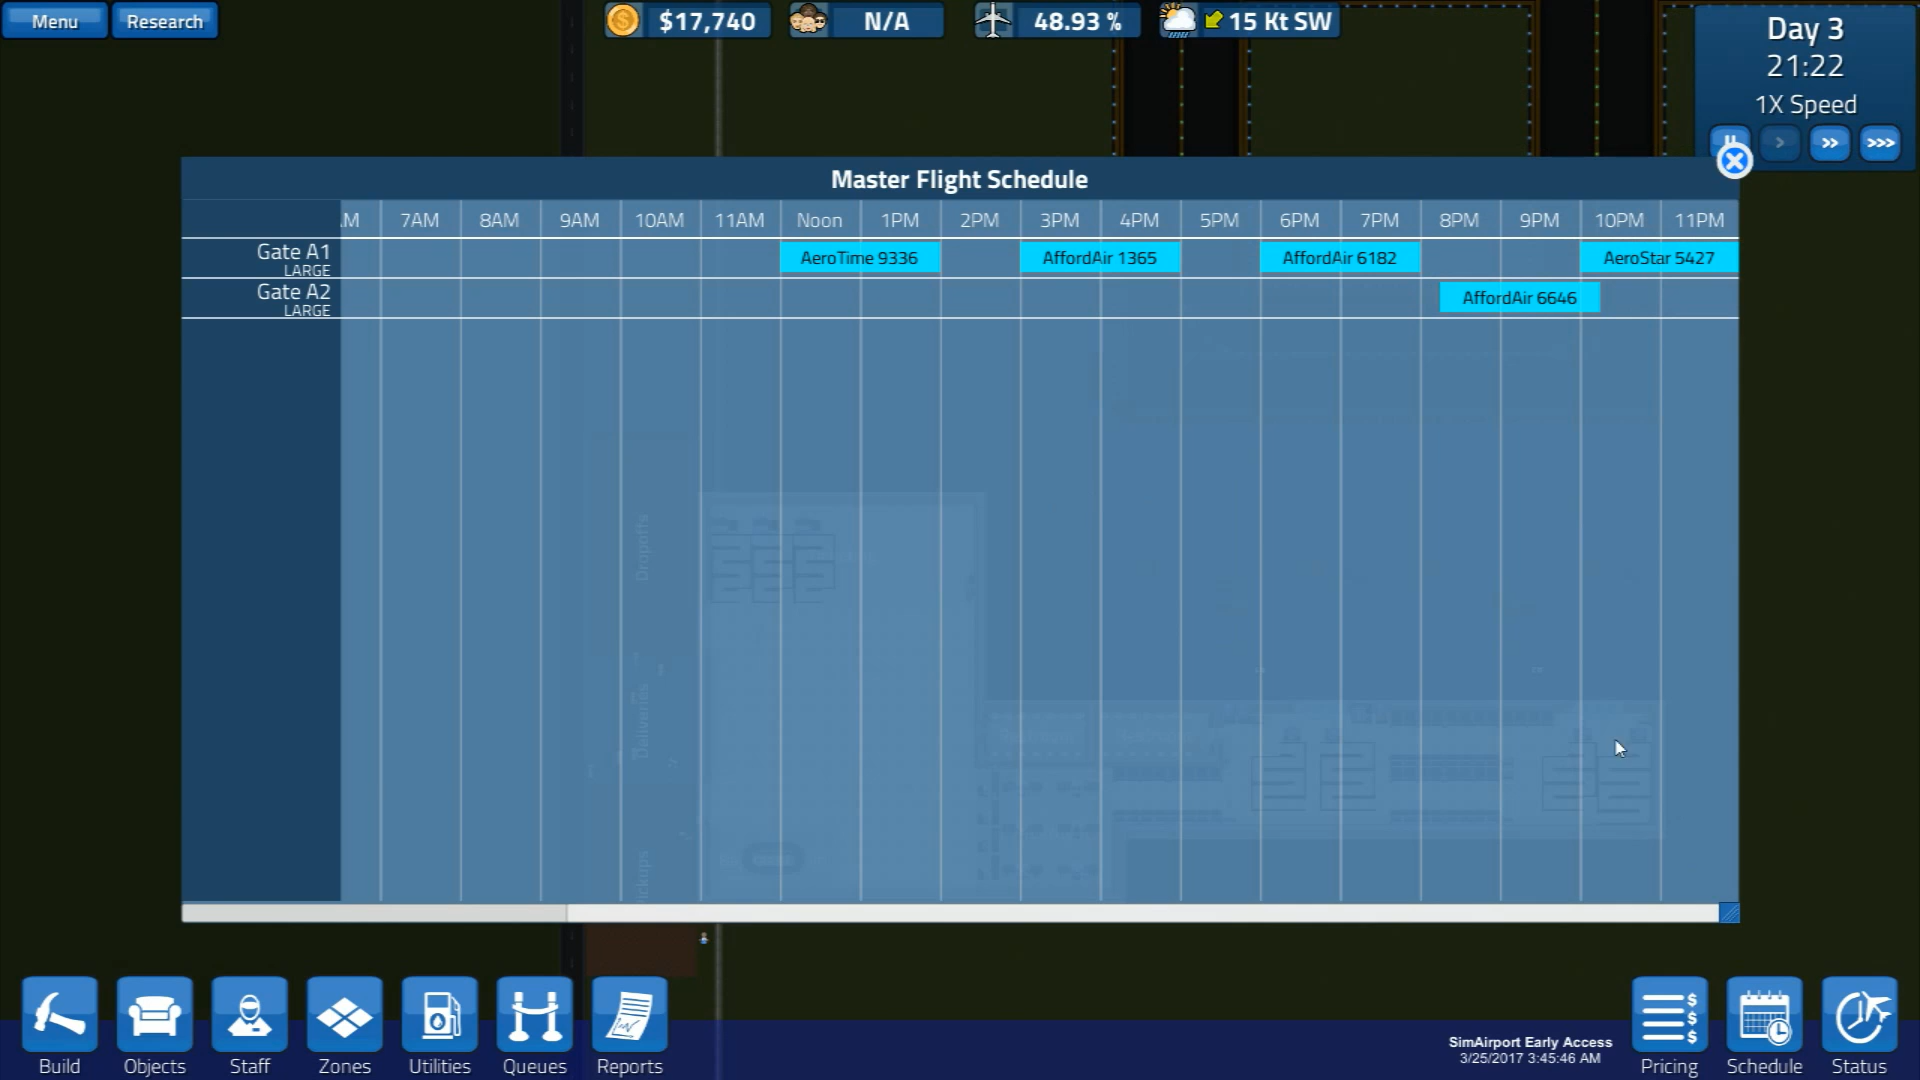 Menu
Research
$17,740
N/A
48.93 %
15 Kt SW
Day 3
21:22
1X Speed
Master Flight Schedule
7AM 8AM 9AM 10AM 11AM Noon 1PM 2PM 3PM 4PM 5PM 6PM 7PM 8PM 9PM 10PM 11PM
Gate A1
LARGE
AeroTime 9336
AffordAir 1365
AffordAir 6182
AeroStar 5427
Gate A2
LARGE
AffordAir 6646
Dropoffs
Deliveries
Build
Objects
Staff
Zones
Utilities
Queues
Reports
SimAirport Early Access
3/25/2017 3:45:46 AM
Pricing
Schedule
Status